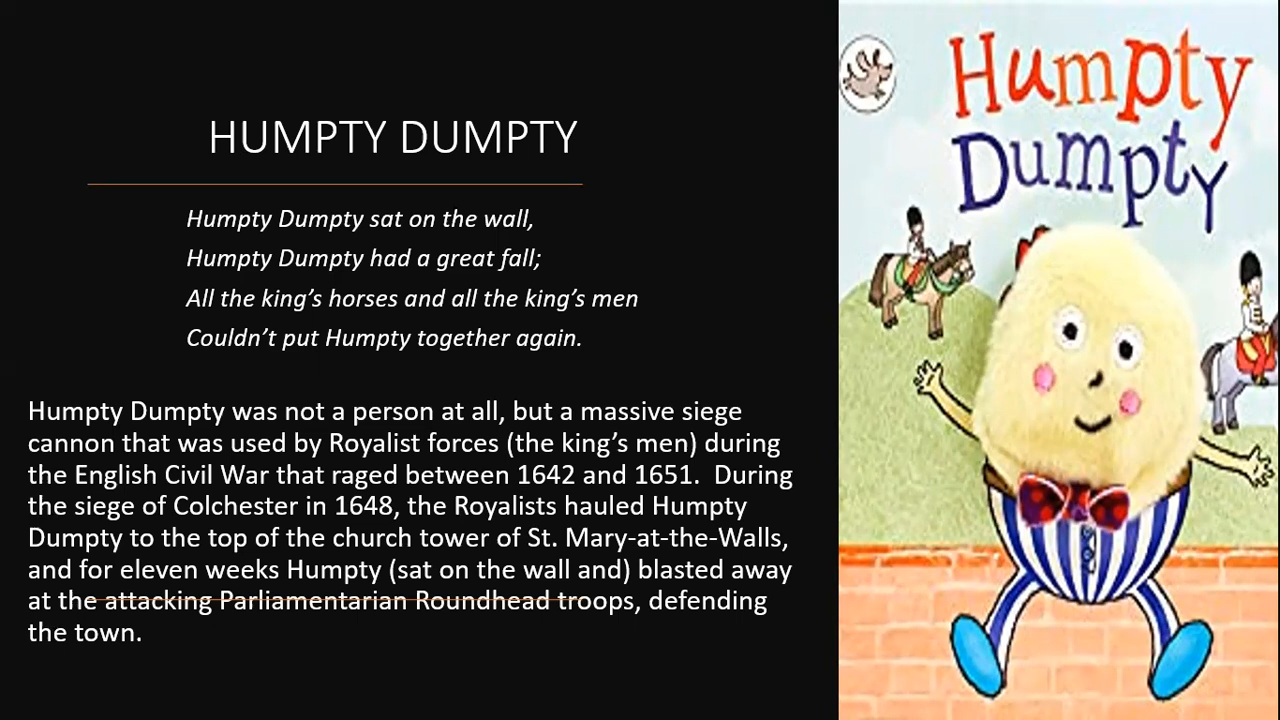 HUMPTY DUMPTY
Humpty Dumpty sat on the wall,
Humpty Dumpty had a great fall;
All the king’s horses and all the king’s men
Couldn’t put Humpty together again.
Humpty Dumpty was not a person at all, but a massive siege
cannon that was used by Royalist forces (the king’s men) during
the English Civil War that raged between 1642 and 1651.  During
the siege of Colchester in 1648, the Royalists hauled Humpty
Dumpty to the top of the church tower of St. Mary-at-the-Walls,
and for eleven weeks Humpty (sat on the wall and) blasted away
at the attacking Parliamentarian Roundhead troops, defending
the town.
Humpty
Dumpty